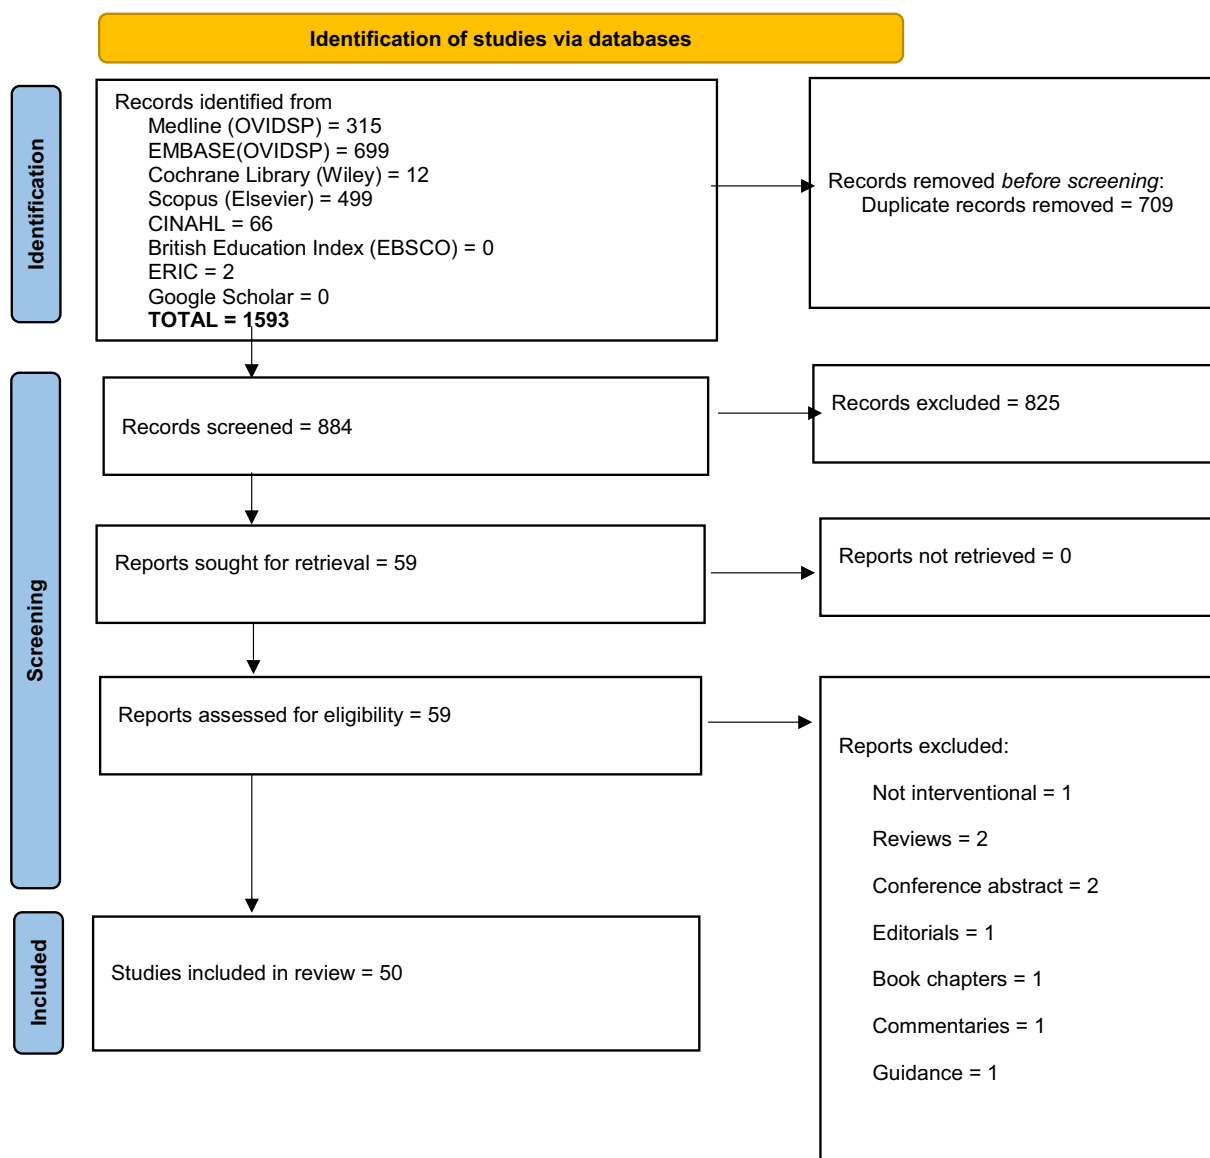 Identification of studies via databases
Identification
Records identified from
Medline (OVIDSP) = 315
EMBASE(OVIDSP) = 699
Cochrane Library (Wiley) = 12
Scopus (Elsevier) = 499
CINAHL = 66
British Education Index (EBSCO) = 0
ERIC = 2
Google Scholar = 0
TOTAL = 1593
Records removed before screening:
Duplicate records removed = 709
Screening
Records screened = 884
Records excluded = 825
Reports sought for retrieval = 59
Reports not retrieved = 0
Reports assessed for eligibility = 59
Reports excluded:
Not interventional = 1
Reviews = 2
Conference abstract = 2
Editorials = 1
Book chapters = 1
Commentaries = 1
Guidance = 1
Included
Studies included in review = 50